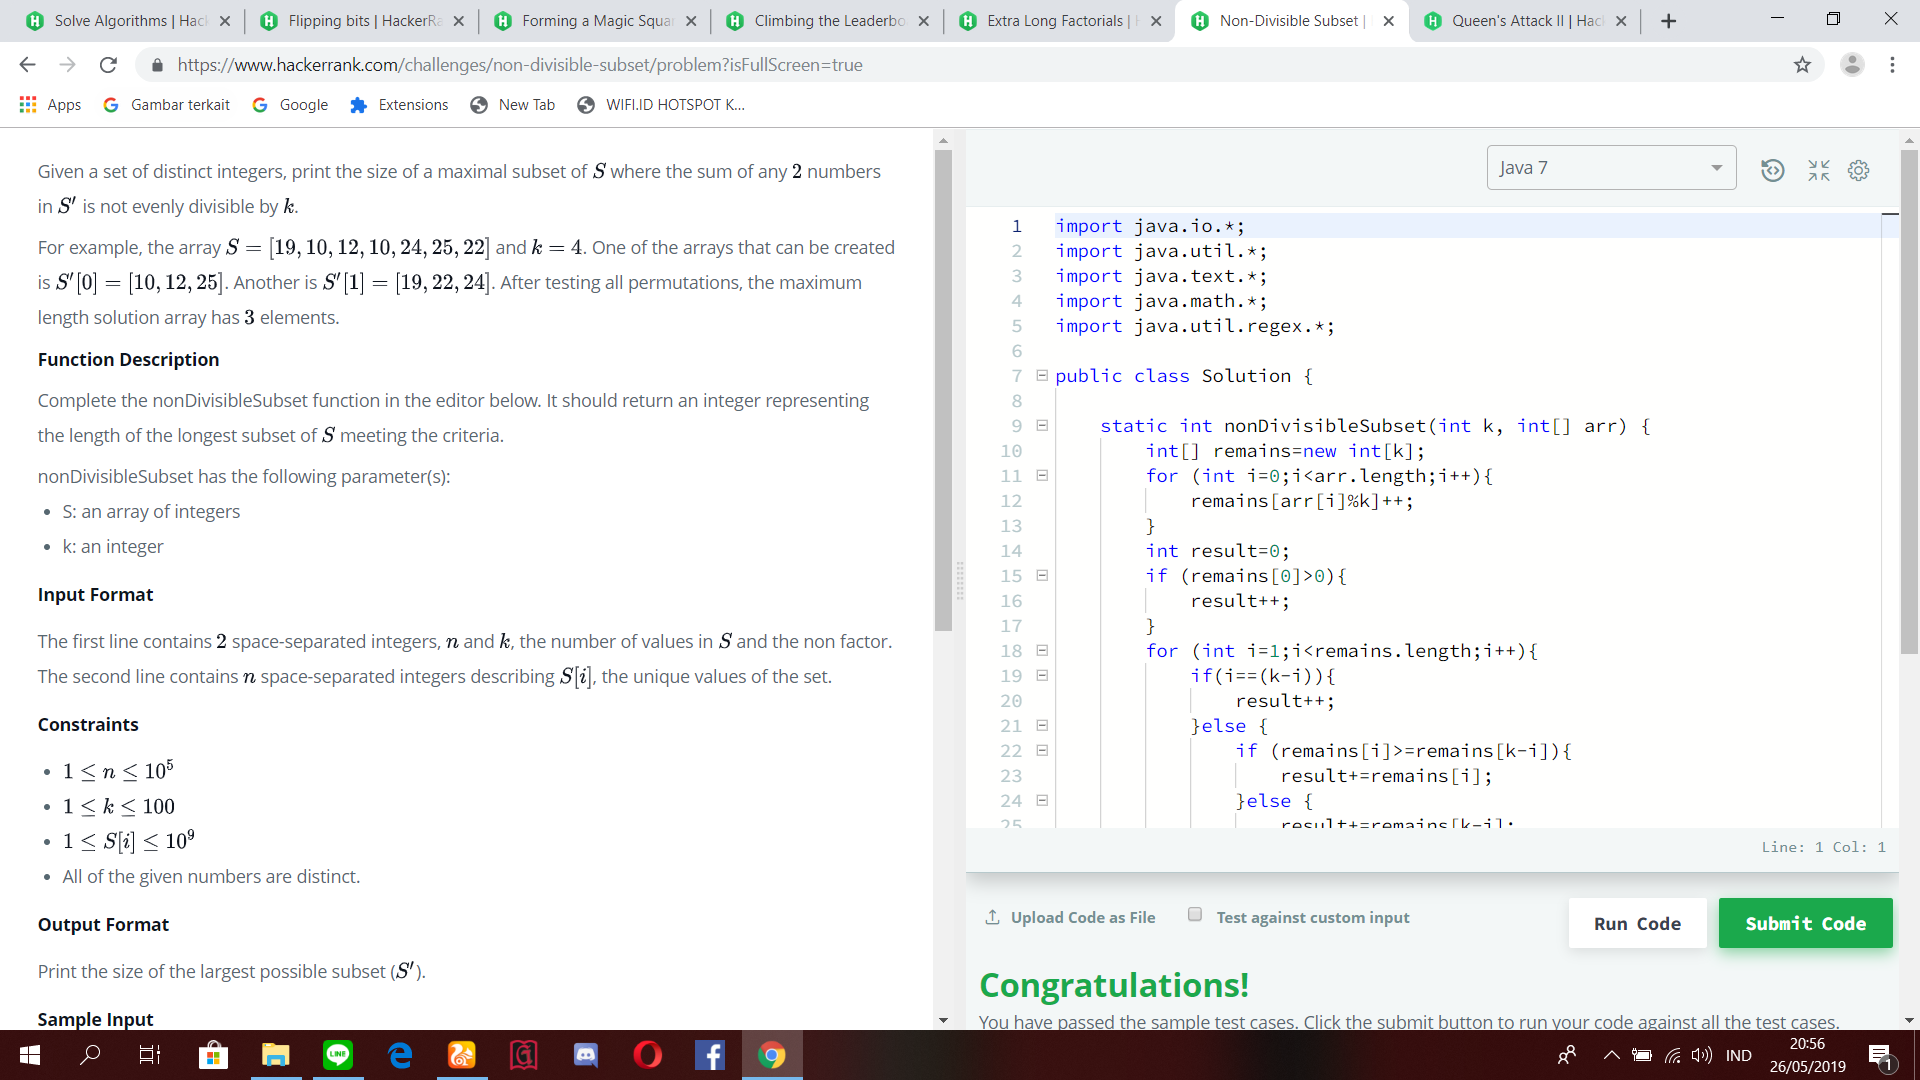 Solve Algorithms | Hack
Flipping bits | HackerRa
Forming a Magic Squar
Climbing the Leaderbo
Extra Long Factorials |
Non-Divisible Subset |
Queen's Attack II | Hac
https://www.hackerrank.com/challenges/non-divisible-subset/problem?isFullScreen=true
Apps
Gambar terkait
Google
Extensions
New Tab
WIFI.ID HOTSPOT K...
Given a set of distinct integers, print the size of a maximal subset of S where the sum of any 2 numbers
in S′ is not evenly divisible by k.
For example, the array S = [19, 10, 12, 10, 24, 25, 22] and k = 4. One of the arrays that can be created
is S′[0] = [10, 12, 25]. Another is S′[1] = [19, 22, 24]. After testing all permutations, the maximum
length solution array has 3 elements.
Function Description
Complete the nonDivisibleSubset function in the editor below. It should return an integer representing
the length of the longest subset of S meeting the criteria.
nonDivisibleSubset has the following parameter(s):
• S: an array of integers
• k: an integer
Input Format
The first line contains 2 space-separated integers, n and k, the number of values in S and the non factor.
The second line contains n space-separated integers describing S[i], the unique values of the set.
Constraints
• 1 ≤ n ≤ 10⁵
• 1 ≤ k ≤ 100
• 1 ≤ S[i] ≤ 10⁹
• All of the given numbers are distinct.
Output Format
Print the size of the largest possible subset (S′).
Sample Input
Java 7
1 import java.io.*;
2 import java.util.*;
3 import java.text.*;
4 import java.math.*;
5 import java.util.regex.*;
6
7 public class Solution {
8
9 static int nonDivisibleSubset(int k, int[] arr) {
10 int[] remains=new int[k];
11 for (int i=0;i<arr.length;i++){
12 remains[arr[i]%k]++;
13 }
14 int result=0;
15 if (remains[0]>0){
16 result++;
17 }
18 for (int i=1;i<remains.length;i++){
19 if(i==(k-i)){
20 result++;
21 }else {
22 if (remains[i]>=remains[k-i]){
23 result+=remains[i];
24 }else {
25 result+=remains[k-i];
Line: 1 Col: 1
Upload Code as File
Test against custom input
Run Code
Submit Code
Congratulations!
You have passed the sample test cases. Click the submit button to run your code against all the test cases.
LINE
IND
20:56
26/05/2019
1